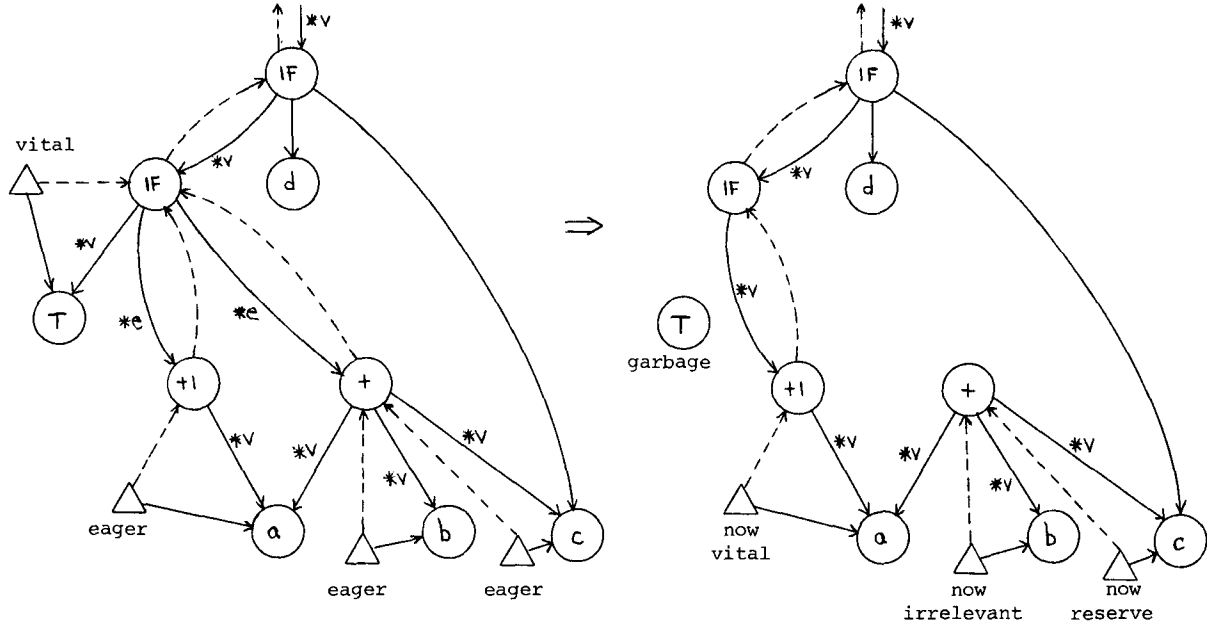 *v
IF
vital
*v
IF
d
*v
T
*e
*e
+1
+
*v
*v
*v
*v
eager
a
b
c
eager
eager
⇒
*v
IF
*v
IF
d
*v
T
garbage
+1
+
*v
*v
*v
*v
now
vital
a
b
c
now
irrelevant
now
reserve